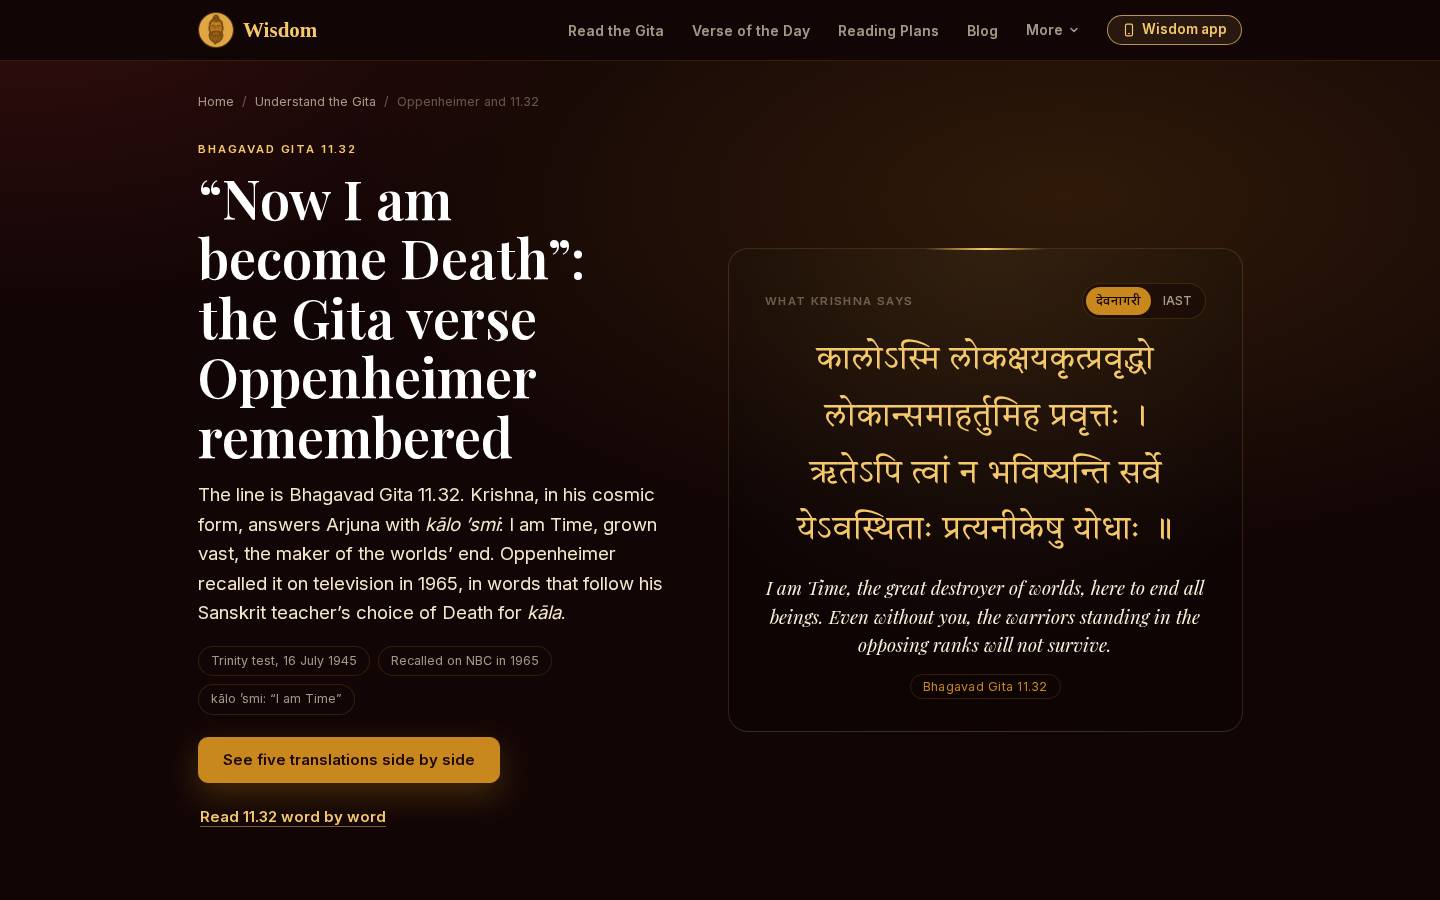 Wisdom
Read the Gita
Verse of the Day
Reading Plans
Blog
More
Wisdom app
Home / Understand the Gita / Oppenheimer and 11.32
BHAGAVAD GITA 11.32
“Now I am
become Death”:
the Gita verse
Oppenheimer
remembered
The line is Bhagavad Gita 11.32. Krishna, in his cosmic
form, answers Arjuna with kālo ’smi: I am Time, grown
vast, the maker of the worlds’ end. Oppenheimer
recalled it on television in 1965, in words that follow his
Sanskrit teacher’s choice of Death for kāla.
Trinity test, 16 July 1945
Recalled on NBC in 1965
kālo ’smi: “I am Time”
See five translations side by side
Read 11.32 word by word
WHAT KRISHNA SAYS
देवनागरी
IAST
कालोऽस्मि लोकक्षयकृत्प्रवृद्धो
लोकान्समाहर्तुमिह प्रवृत्तः ।
ऋतेऽपि त्वां न भविष्यन्ति सर्वे
येऽवस्थिताः प्रत्यनीकेषु योधाः ॥
I am Time, the great destroyer of worlds, here to end all
beings. Even without you, the warriors standing in the
opposing ranks will not survive.
Bhagavad Gita 11.32